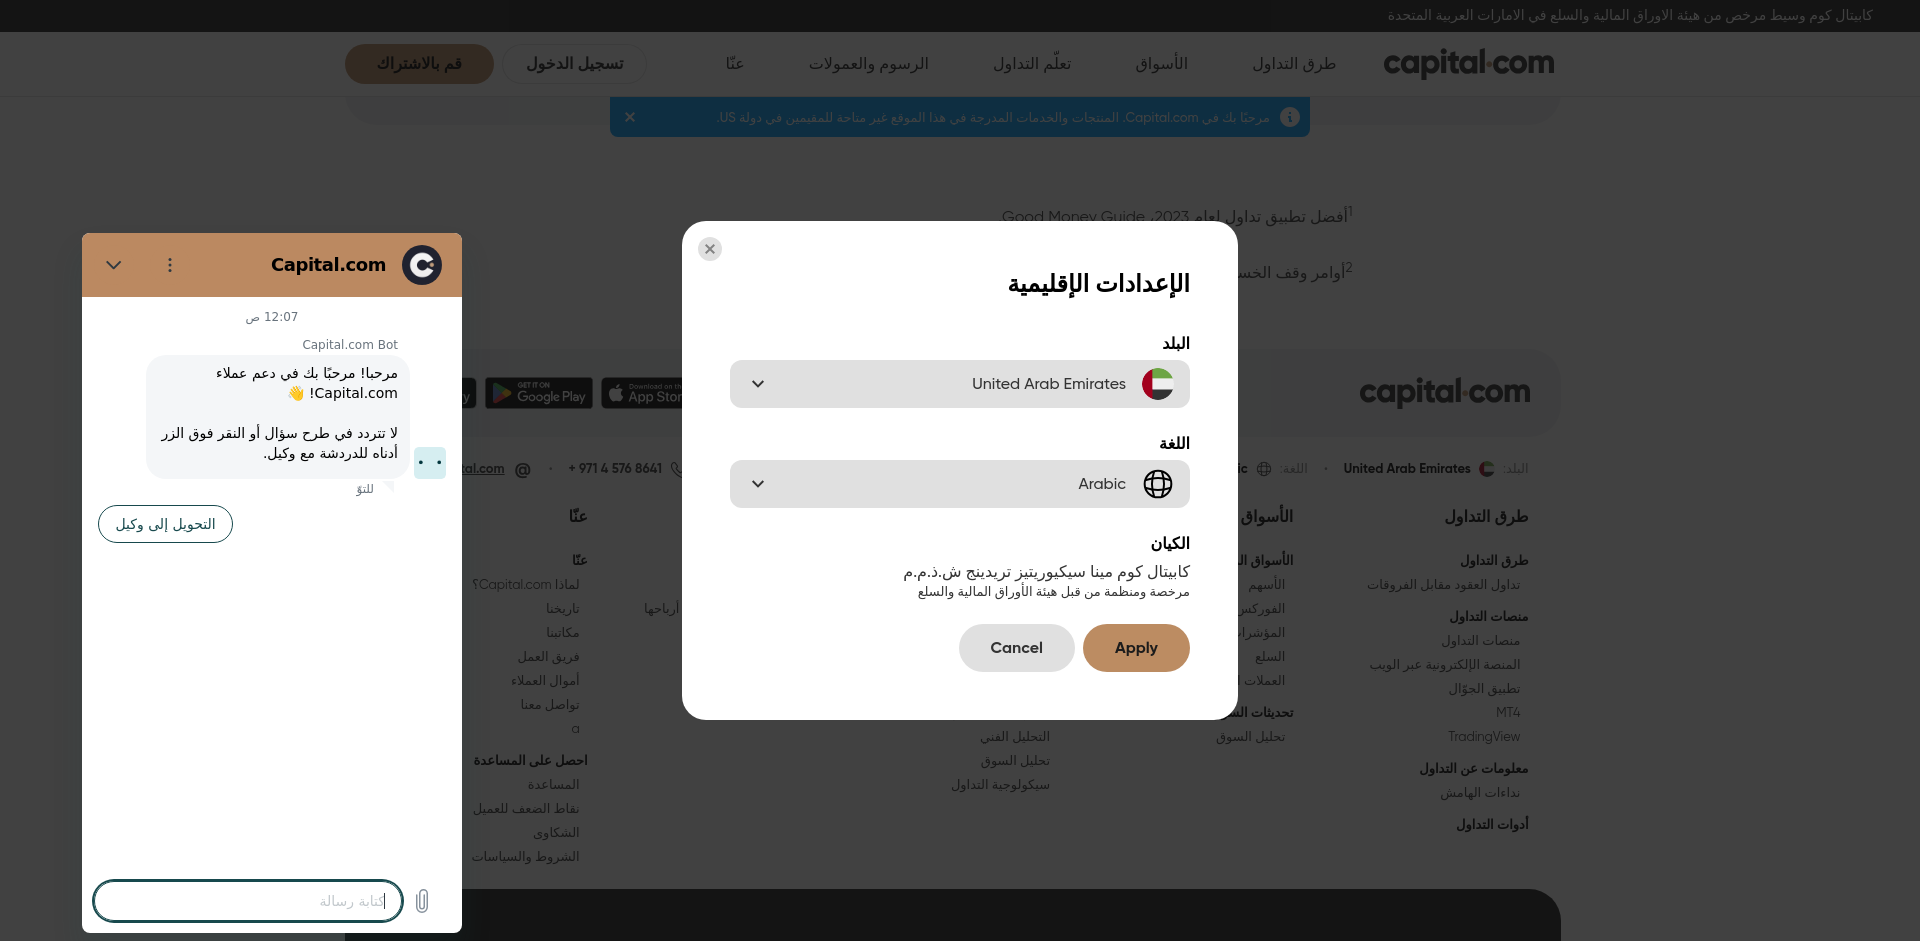 كابيتال كوم وسيط مرخص من هيئة الاوراق المالية والسلع في الامارات العربية المتحدة
capital.com
طرق التداول
الأسواق
تعلّم التداول
الرسوم والعمولات
عنّا
تسجيل الدخول
قم بالاشتراك
مرحبًا بك في Capital.com. المنتجات والخدمات المدرجة في هذا الموقع غير متاحة للمقيمين في دولة US.
1أفضل تطبيق تداول لعام 2023، Good Money Guide
2أوامر وقف
الإعدادات الإقليمية
البلد
United Arab Emirates
اللغة
Arabic
الكيان
كابيتال كوم مينا سيكيوريتيز تريدينج ش.ذ.م.م
مرخصة ومنظمة من قبل هيئة الأوراق المالية والسلع
Apply
Cancel
Capital.com
12:07 ص
Capital.com Bot
مرحبا! مرحبًا بك في دعم عملاء
Capital.com! 👋
لا تتردد في طرح سؤال أو النقر فوق الزر
أدناه للدردشة مع وكيل.
للتوّ
التحويل إلى وكيل
كتابة رسالة
capital.com
Download on the
App Store
GET IT ON
Google Play
البلد: United Arab Emirates
اللغة:
+ 971 4 576 8641
طرق التداول
طرق التداول
تداول العقود مقابل الفروقات
منصات التداول
منصات التداول
المنصة الإلكترونية عبر الويب
تطبيق الجوّال
MT4
TradingView
معلومات عن التداول
نداءات الهامش
أدوات التداول
الأسواق
الأسواق
الأسهم
الفوركس
المؤشرات
السلع
العملات
تحديثات
تحليل السوق
التحليل الفني
تحليل السوق
سيكولوجية التداول
أرباحها
عنّا
عنّا
لماذا Capital.com؟
تاريخنا
مكاتبنا
فريق العمل
أموال العملاء
تواصل معنا
a
احصل على المساعدة
المساعدة
نقاط الضعف للعميل
الشكاوى
الشروط والسياسات